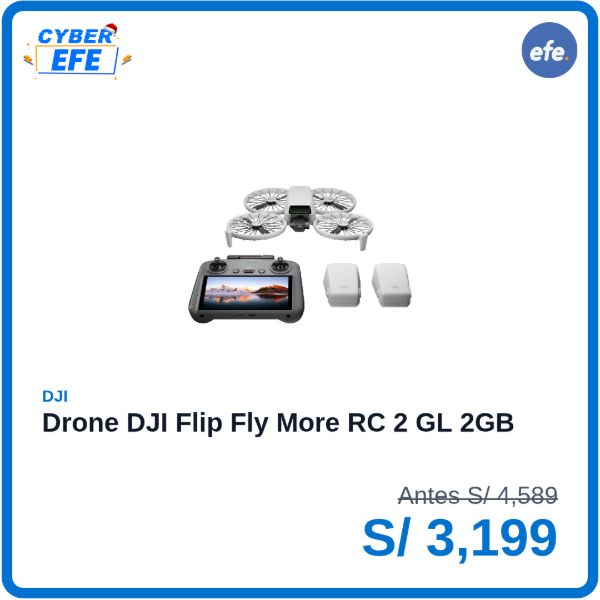 CYBER
EFE
efe.
DJI
Drone DJI Flip Fly More RC 2 GL 2GB
Antes S/ 4,589
S/ 3,199